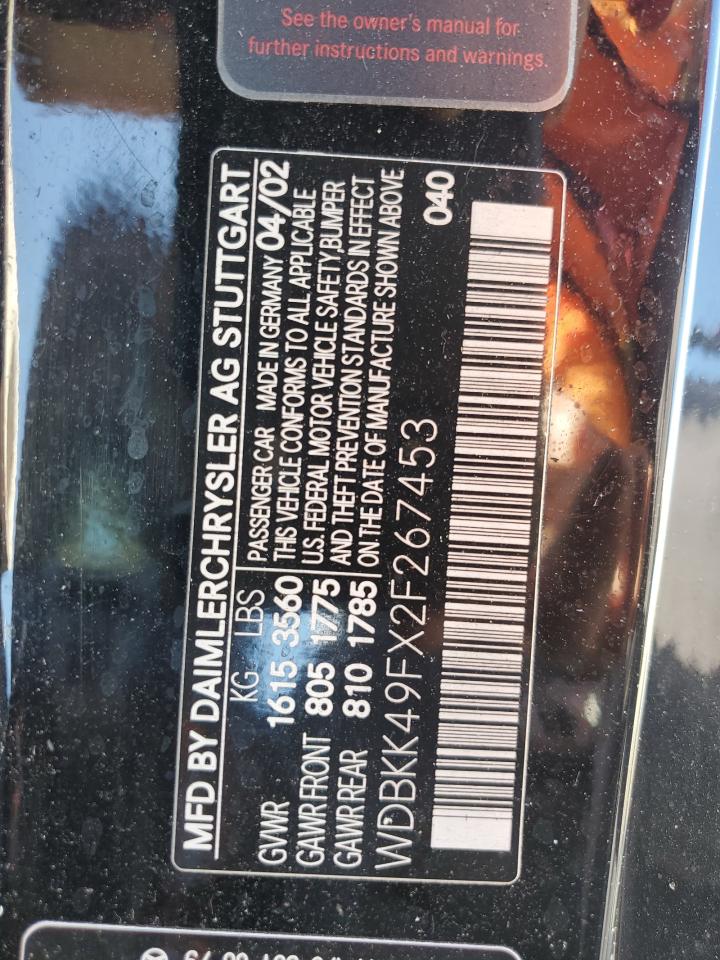 See the owner's manual for
further instructions and warnings.
MFD BY DAIMLERCHRYSLER AG STUTTGART
KG LBS
GVWR 1615 3560
GAWR FRONT 805 1775
GAWR REAR 810 1785
PASSENGER CAR MADE IN GERMANY 04/02
THIS VEHICLE CONFORMS TO ALL APPLICABLE
U.S. FEDERAL MOTOR VEHICLE SAFETY,BUMPER
AND THEFT PREVENTION STANDARDS IN EFFECT
ON THE DATE OF MANUFACTURE SHOWN ABOVE
WDBKK49FX2F267453
040